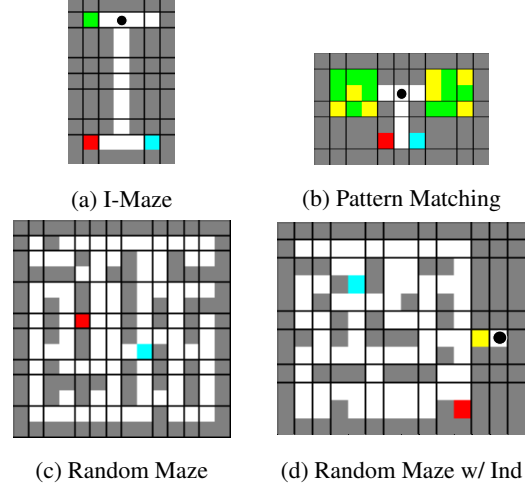 (a) I-Maze
(b) Pattern Matching
(c) Random Maze
(d) Random Maze w/ Ind